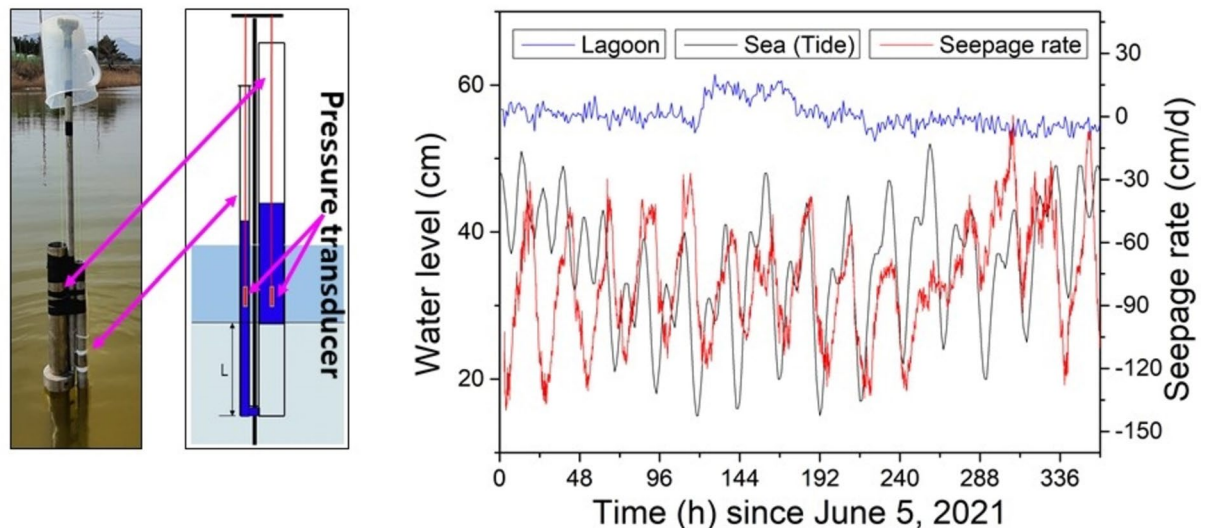 Pressure transducer
L
Lagoon
Sea (Tide)
Seepage rate
Water level (cm)
60
40
20
30
0
-30
-60
-90
-120
-150
Seepage rate (cm/d)
0
48
96
144
192
240
288
336
Time (h) since June 5, 2021